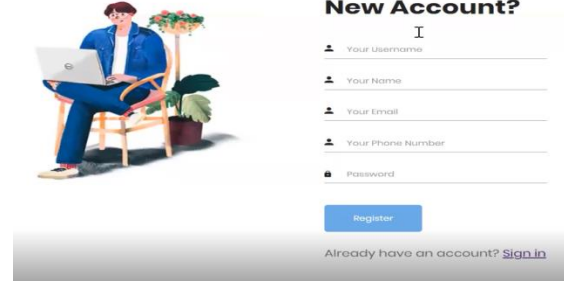 New Account?
Your Username
Your Name
Your Email
Your Phone Number
Password
Register
Already have an account? Sign in